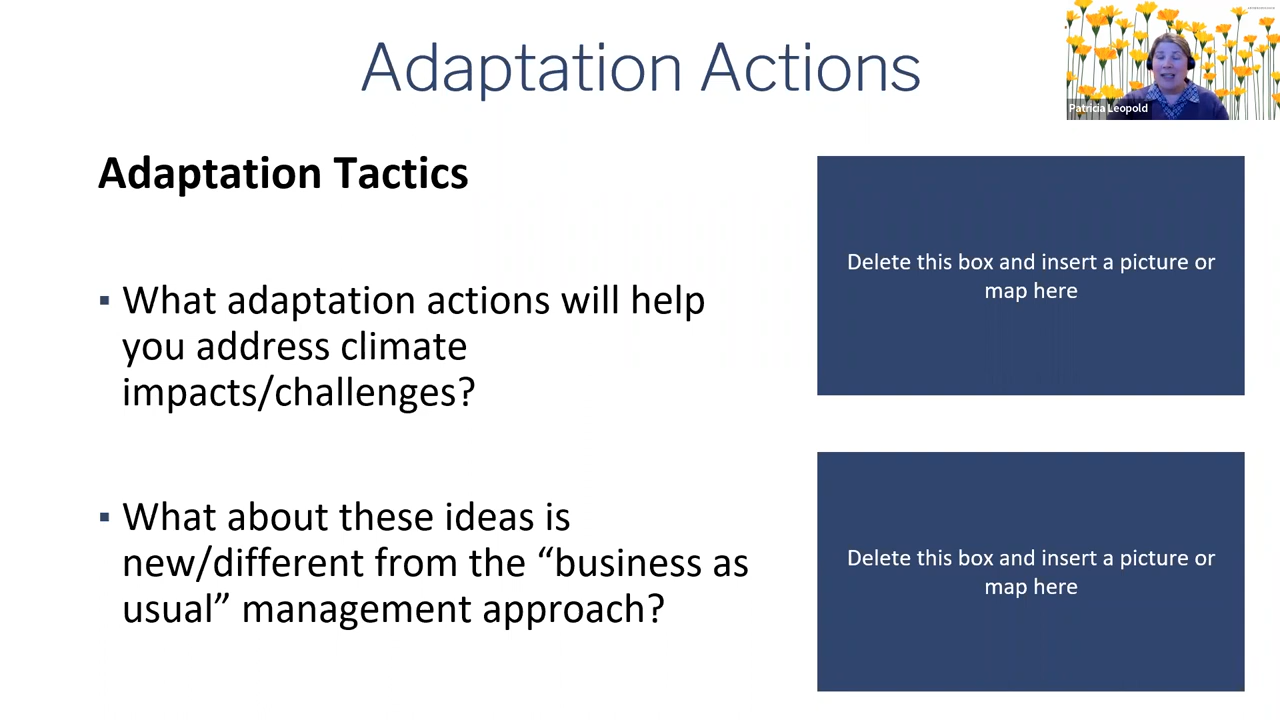 Adaptation Actions
Patricia Leopold
Adaptation Tactics
▪ What adaptation actions will help
you address climate
impacts/challenges?
▪ What about these ideas is
new/different from the “business as
usual” management approach?
Delete this box and insert a picture or
map here
Delete this box and insert a picture or
map here